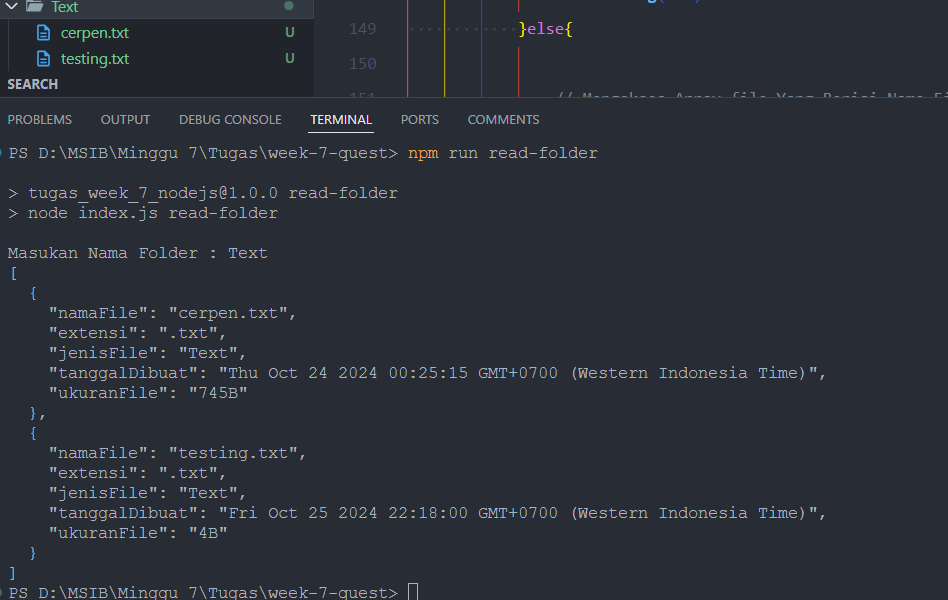 Text
cerpen.txt U
testing.txt U
SEARCH
149 }else{
150
PROBLEMS OUTPUT DEBUG CONSOLE TERMINAL PORTS COMMENTS
PS D:\MSIB\Minggu 7\Tugas\week-7-quest> npm run read-folder
> tugas_week_7_nodejs@1.0.0 read-folder
> node index.js read-folder
Masukan Nama Folder : Text
[
{
"namaFile": "cerpen.txt",
"extensi": ".txt",
"jenisFile": "Text",
"tanggalDibuat": "Thu Oct 24 2024 00:25:15 GMT+0700 (Western Indonesia Time)",
"ukuranFile": "745B"
},
{
"namaFile": "testing.txt",
"extensi": ".txt",
"jenisFile": "Text",
"tanggalDibuat": "Fri Oct 25 2024 22:18:00 GMT+0700 (Western Indonesia Time)",
"ukuranFile": "4B"
}
]
PS D:\MSIB\Minggu 7\Tugas\week-7-quest>